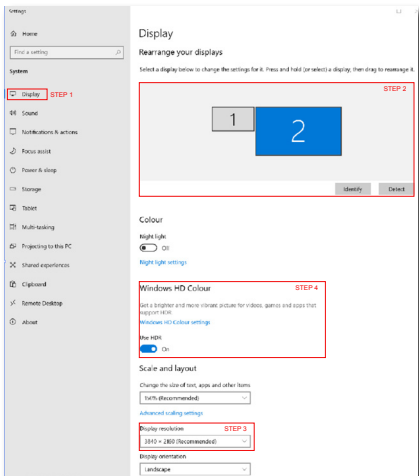 Settings
Home
Find a setting
System
Display STEP 1
Sound
Notifications & actions
Focus assist
Power & sleep
Storage
Tablet
Multi-tasking
Projecting to this PC
Shared experiences
Clipboard
Remote Desktop
About
Display
Rearrange your displays
Select a display below to change the settings for it. Press and hold (or select) a display, then drag to rearrange it.
STEP 2
1 2
Identify Detect
Colour
Night light
Off
Night light settings
Windows HD Colour STEP 4
Get a brighter and more vibrant picture for videos, games and apps that
support HDR.
Windows HD Colour settings
Use HDR
On
Scale and layout
Change the size of text, apps and other items
150% (Recommended)
Advanced scaling settings
Display resolution STEP 3
3840 × 2160 (Recommended)
Display orientation
Landscape